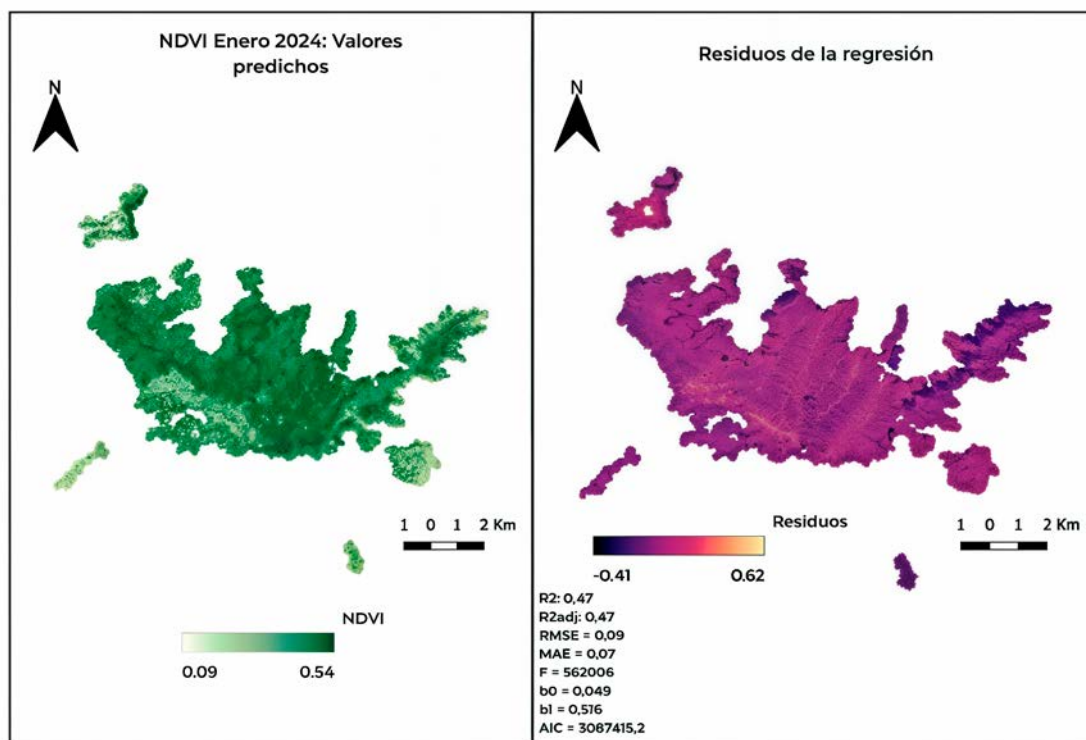 NDVI Enero 2024: Valores
predichos
N
1 0 1 2 Km
NDVI
0.09 0.54
Residuos de la regresión
N
1 0 1 2 Km
Residuos
-0.41 0.62
R2: 0,47
R2adj: 0,47
RMSE = 0,09
MAE = 0,07
F = 562006
b0 = 0,049
b1 = 0,516
AIC = 3087415,2